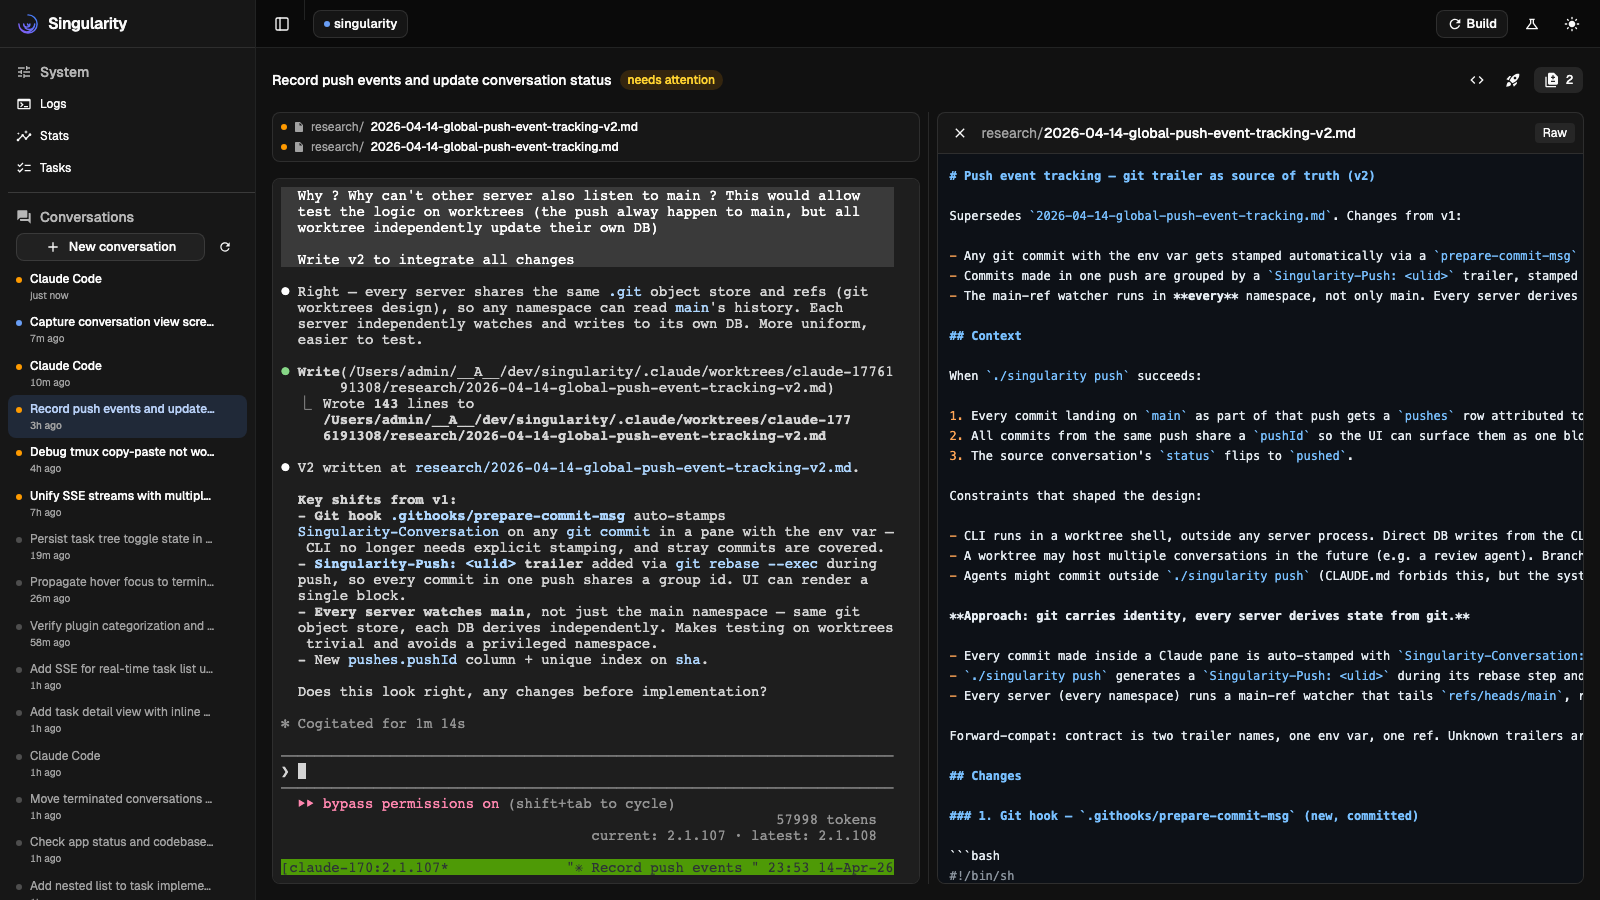 Singularity
singularity
Build
System
Logs
Stats
Tasks
Conversations
New conversation
Claude Code
just now
Capture conversation view scre...
7m ago
Claude Code
10m ago
Record push events and update...
3h ago
Debug tmux copy-paste not wo...
4h ago
Unify SSE streams with multipl...
7h ago
Persist task tree toggle state in ...
19m ago
Propagate hover focus to termin...
26m ago
Verify plugin categorization and ...
58m ago
Add SSE for real-time task list u...
1h ago
Add task detail view with inline ...
1h ago
Claude Code
1h ago
Move terminated conversations ...
1h ago
Check app status and codebase...
1h ago
Add nested list to task impleme...
Record push events and update conversation status needs attention
2
research/ 2026-04-14-global-push-event-tracking-v2.md
research/ 2026-04-14-global-push-event-tracking.md
Why ? Why can't other server also listen to main ? This would allow
test the logic on worktrees (the push alway happen to main, but all
worktree independently update their own DB)
Write v2 to integrate all changes
● Right — every server shares the same .git object store and refs (git
worktrees design), so any namespace can read main's history. Each
server independently watches and writes to its own DB. More uniform,
easier to test.
● Write(/Users/admin/__A__/dev/singularity/.claude/worktrees/claude-17761
91308/research/2026-04-14-global-push-event-tracking-v2.md)
⎿ Wrote 143 lines to
/Users/admin/__A__/dev/singularity/.claude/worktrees/claude-177
6191308/research/2026-04-14-global-push-event-tracking-v2.md
● V2 written at research/2026-04-14-global-push-event-tracking-v2.md.
Key shifts from v1:
- Git hook .githooks/prepare-commit-msg auto-stamps
Singularity-Conversation on any git commit in a pane with the env var —
CLI no longer needs explicit stamping, and stray commits are covered.
- Singularity-Push: <ulid> trailer added via git rebase --exec during
push, so every commit in one push shares a group id. UI can render a
single block.
- Every server watches main, not just the main namespace — same git
object store, each DB derives independently. Makes testing on worktrees
trivial and avoids a privileged namespace.
- New pushes.pushId column + unique index on sha.
Does this look right, any changes before implementation?
✻ Cogitated for 1m 14s
❯
▸▸ bypass permissions on (shift+tab to cycle)
57998 tokens
current: 2.1.107 · latest: 2.1.108
[claude-170:2.1.107* "✳ Record push events " 23:53 14-Apr-26
research/2026-04-14-global-push-event-tracking-v2.md
Raw
# Push event tracking — git trailer as source of truth (v2)
Supersedes `2026-04-14-global-push-event-tracking.md`. Changes from v1:
- Any git commit with the env var gets stamped automatically via a `prepare-commit-msg`
- Commits made in one push are grouped by a `Singularity-Push: <ulid>` trailer, stamped
- The main-ref watcher runs in **every** namespace, not only main. Every server derives
## Context
When `./singularity push` succeeds:
1. Every commit landing on `main` as part of that push gets a `pushes` row attributed to
2. All commits from the same push share a `pushId` so the UI can surface them as one blo
3. The source conversation's `status` flips to `pushed`.
Constraints that shaped the design:
- CLI runs in a worktree shell, outside any server process. Direct DB writes from the CL
- A worktree may host multiple conversations in the future (e.g. a review agent). Branch
- Agents might commit outside `./singularity push` (CLAUDE.md forbids this, but the syst
**Approach: git carries identity, every server derives state from git.**
- Every commit made inside a Claude pane is auto-stamped with `Singularity-Conversation:
- `./singularity push` generates a `Singularity-Push: <ulid>` during its rebase step and
- Every server (every namespace) runs a main-ref watcher that tails `refs/heads/main`, r
Forward-compat: contract is two trailer names, one env var, one ref. Unknown trailers ar
## Changes
### 1. Git hook — `.githooks/prepare-commit-msg` (new, committed)
```bash
#!/bin/sh